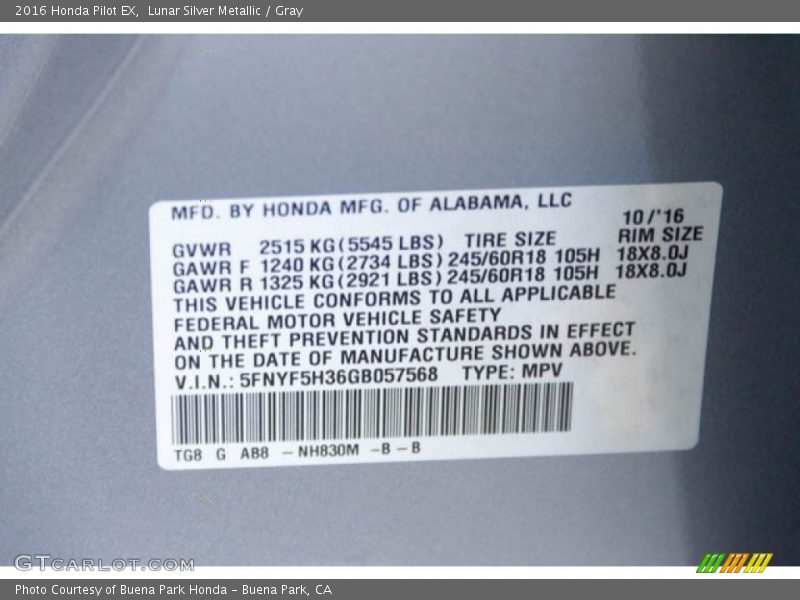 2016 Honda Pilot EX,  Lunar Silver Metallic / Gray
MFD. BY HONDA MFG. OF ALABAMA, LLC
10/'16
GVWR 2515 KG(5545 LBS) TIRE SIZE RIM SIZE
GAWR F 1240 KG(2734 LBS) 245/60R18 105H 18X8.0J
GAWR R 1325 KG(2921 LBS) 245/60R18 105H 18X8.0J
THIS VEHICLE CONFORMS TO ALL APPLICABLE
FEDERAL MOTOR VEHICLE SAFETY
AND THEFT PREVENTION STANDARDS IN EFFECT
ON THE DATE OF MANUFACTURE SHOWN ABOVE.
V.I.N.: 5FNYF5H36GB057568 TYPE: MPV
TG8 G AB8 - NH830M -B-B
GTCARLOT.COM
Photo Courtesy of Buena Park Honda - Buena Park, CA